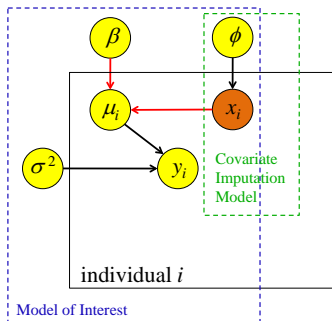 β
ϕ
μᵢ
xᵢ
σ²
yᵢ
Covariate
Imputation
Model
individual i
Model of Interest